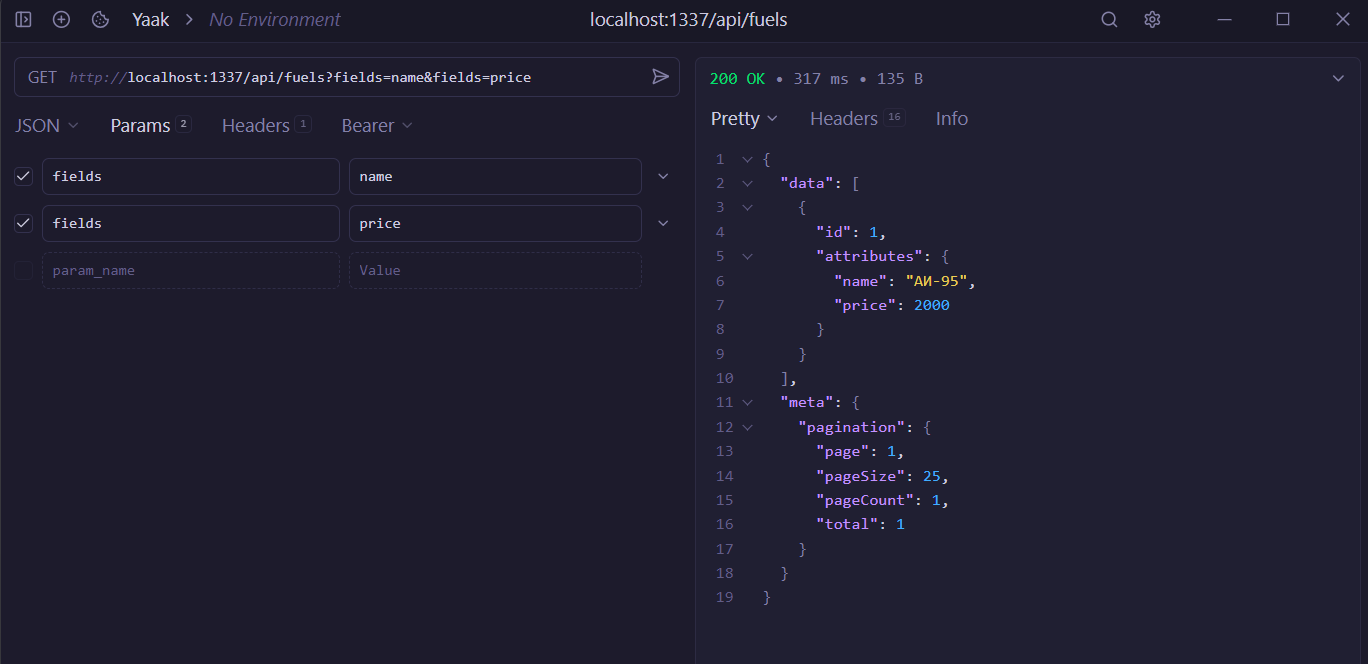 Yaak > No Environment
localhost:1337/api/fuels
GET http://localhost:1337/api/fuels?fields=name&fields=price
JSON Params 2 Headers 1 Bearer
fields name
fields price
param_name Value
200 OK • 317 ms • 135 B
Pretty Headers 16 Info
1 {
2 "data": [
3 {
4 "id": 1,
5 "attributes": {
6 "name": "АИ-95",
7 "price": 2000
8 }
9 }
10 ],
11 "meta": {
12 "pagination": {
13 "page": 1,
14 "pageSize": 25,
15 "pageCount": 1,
16 "total": 1
17 }
18 }
19 }